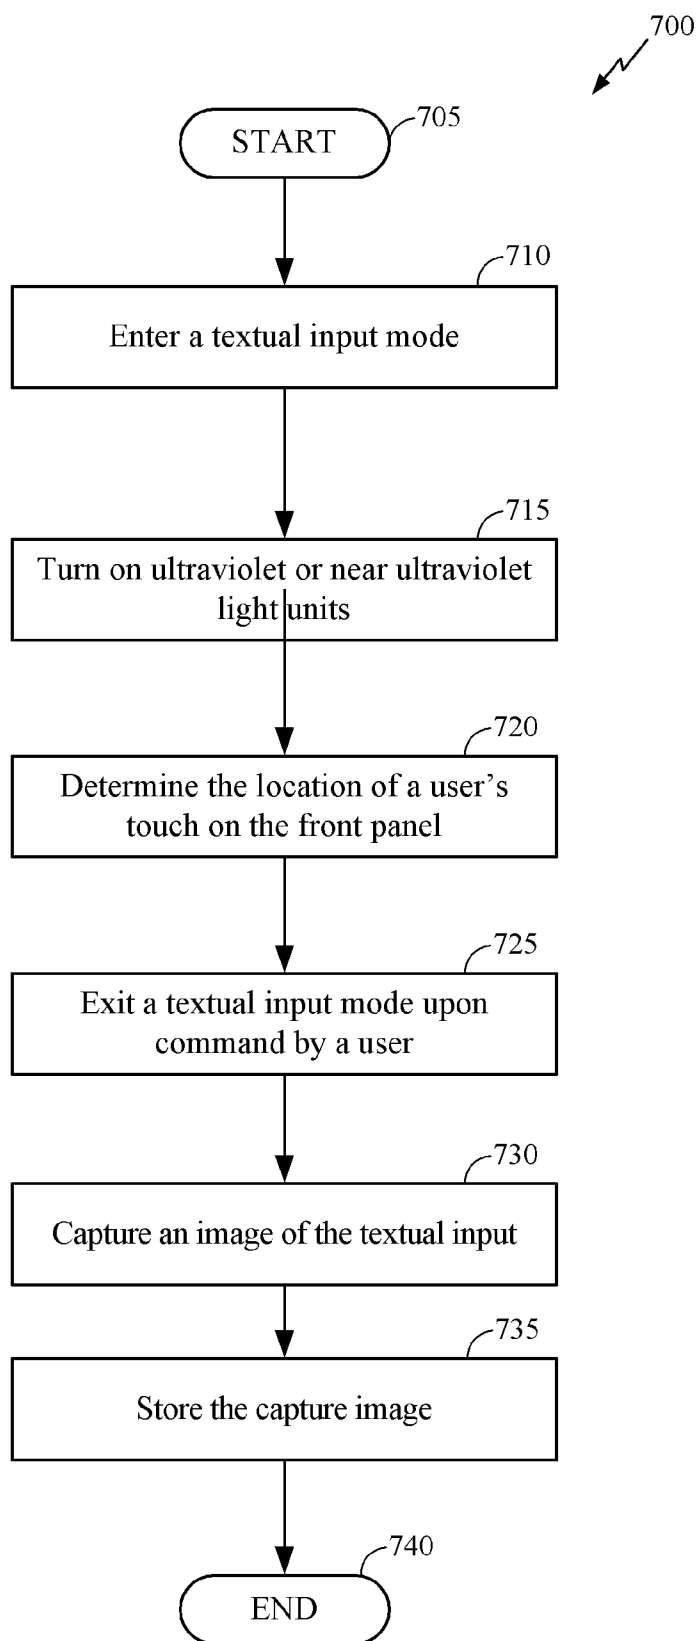 700
START
705
710
Enter a textual input mode
715
Turn on ultraviolet or near ultraviolet
light units
720
Determine the location of a user’s
touch on the front panel
725
Exit a textual input mode upon
command by a user
730
Capture an image of the textual input
735
Store the capture image
740
END